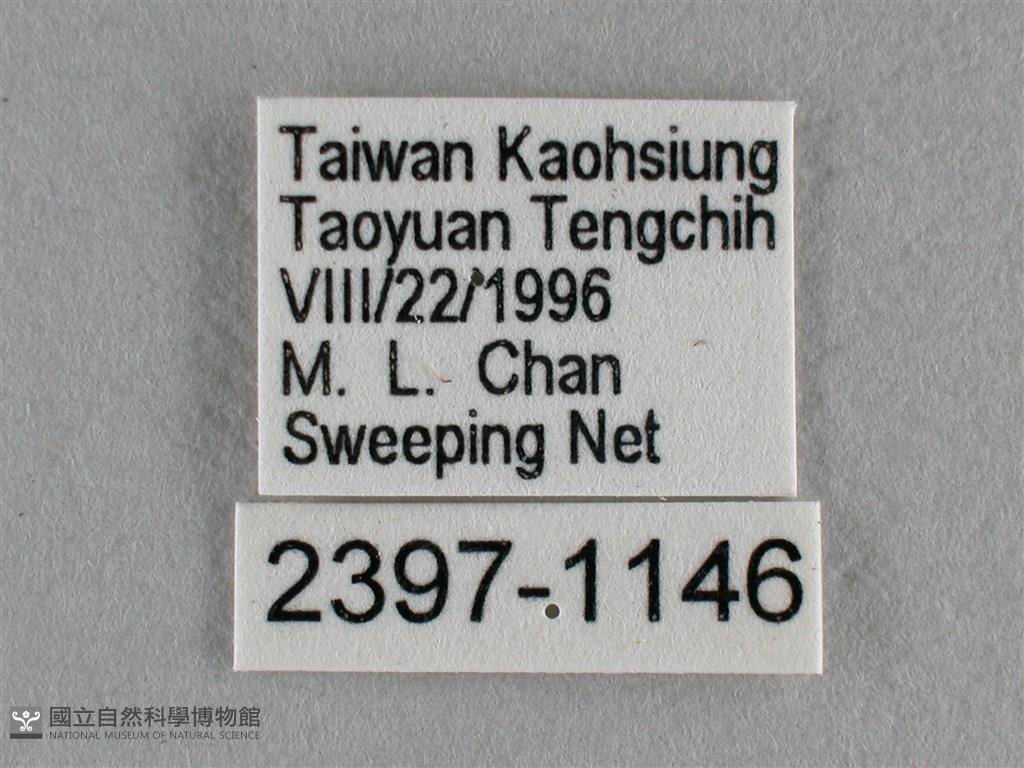 Taiwan Kaohsiung
Taoyuan Tengchih
VIII/22/1996
M. L. Chan
Sweeping Net
2397-1146
國立自然科學博物館
NATIONAL MUSEUM OF NATURAL SCIENCE